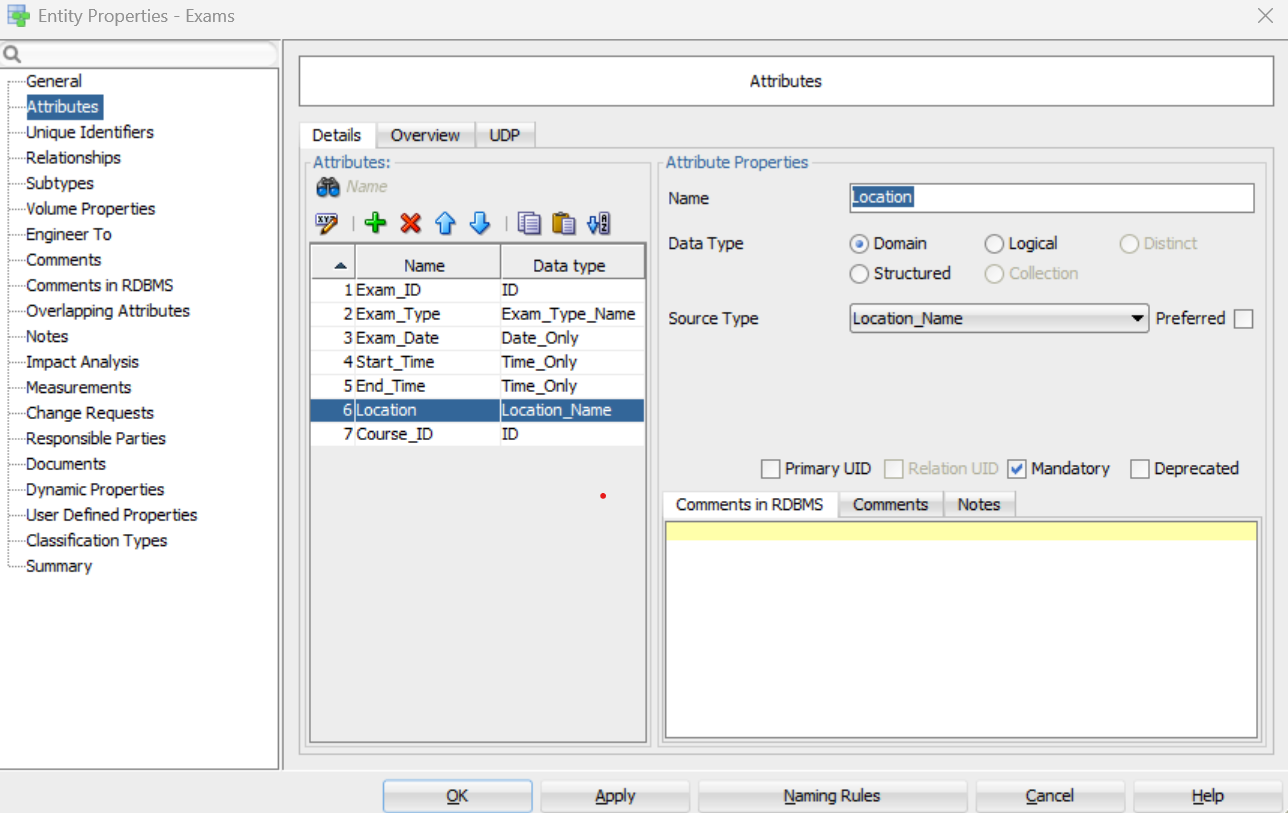 Entity Properties - Exams
General
Attributes
Unique Identifiers
Relationships
Subtypes
Volume Properties
Engineer To
Comments
Comments in RDBMS
Overlapping Attributes
Notes
Impact Analysis
Measurements
Change Requests
Responsible Parties
Documents
Dynamic Properties
User Defined Properties
Classification Types
Summary
Attributes
Details Overview UDP
Attributes:
Name
Name Data type
1 Exam_ID ID
2 Exam_Type Exam_Type_Name
3 Exam_Date Date_Only
4 Start_Time Time_Only
5 End_Time Time_Only
6 Location Location_Name
7 Course_ID ID
Attribute Properties
Name Location
Data Type Domain Logical Distinct
Structured Collection
Source Type Location_Name Preferred
Primary UID Relation UID Mandatory Deprecated
Comments in RDBMS Comments Notes
OK Apply Naming Rules Cancel Help